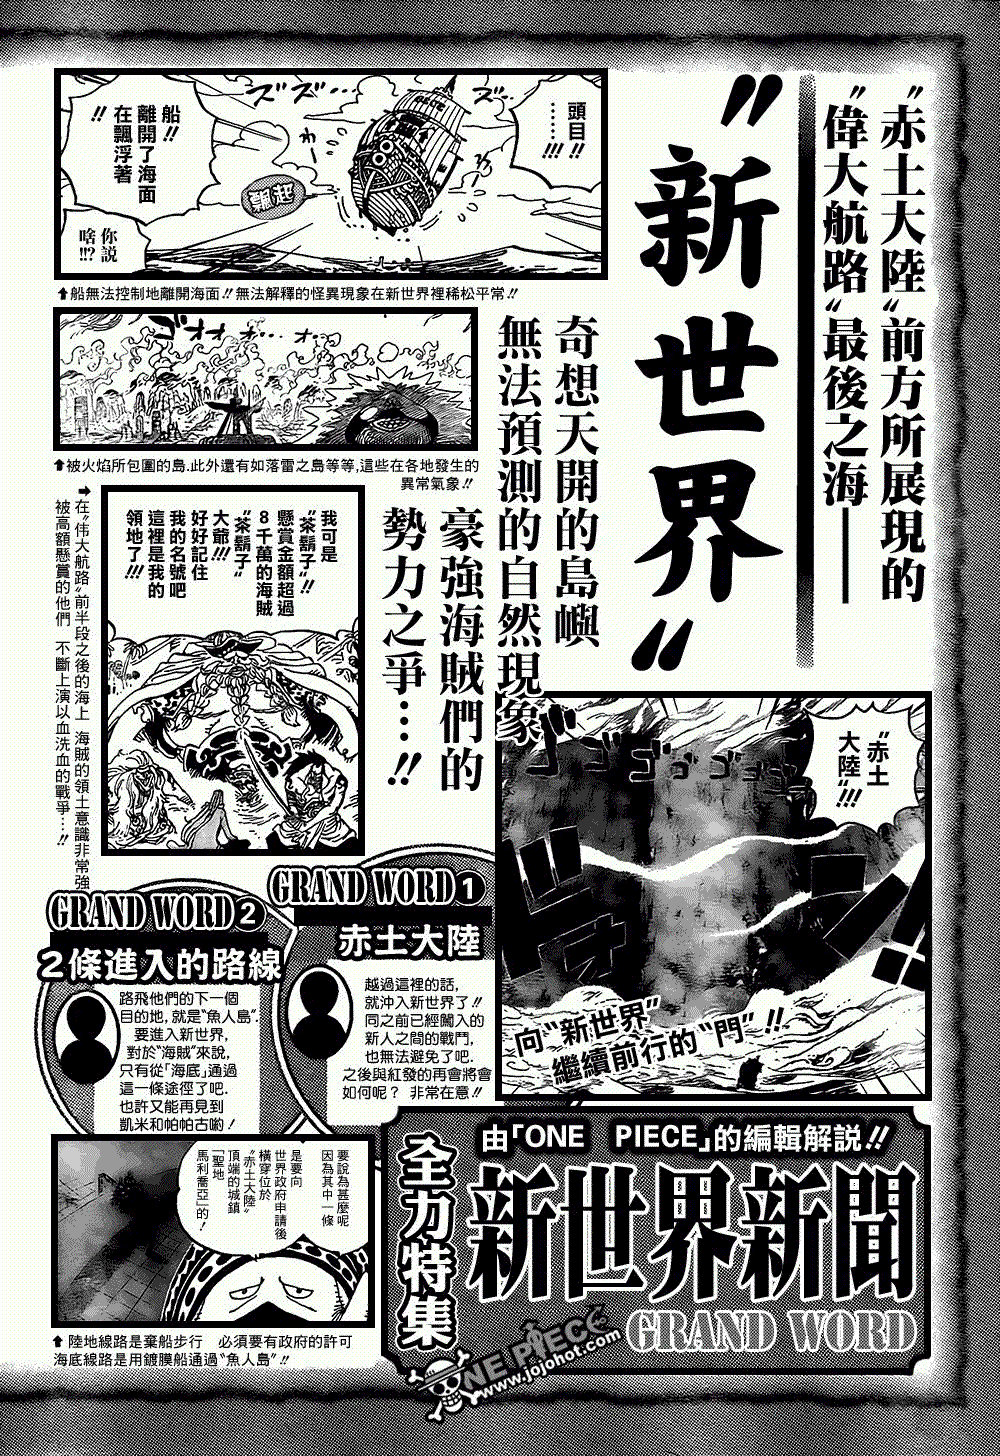 “赤土大陸”前方所展現的
“偉大航路”最後之海——
“新世界”
奇想天開的島嶼
無法預測的自然現象
豪強海賊們的
勢力之爭…!!
頭目!!
……!!!
ズズズ…
船!!
離開了海面
在飄浮著
!!
飄起
你說
啥!!?
⬆船無法控制地離開海面!!無法解釋的怪異現象在新世界裡稀松平常!!
ゴオオオ…
⬆被火焰所包圍的島.此外還有如落雷之島等等,這些在各地發生的
異常氣象!!
我可是
“茶鬍子”!!
懸賞金額超過
8千萬的海賊
“茶鬍子”
大爺!!!
好好記住
我的名號吧
這裡是我的
領地了!!!
➡在“伟大航路”前半段之後的海上 海賊的領土意識非常強
被高額懸賞的他們 不斷上演以血洗血的戰爭…!!
“赤土
大陸”!!!
ゴゴゴゴゴ
向“新世界”
繼續前行的“門”!!
GRAND WORD 1
赤土大陸
越過這裡的話,
就沖入新世界了!!
同之前已經闖入的
新人之間的戰鬥,
也無法避免了吧.
之後與紅發的再會將會
如何呢? 非常在意!!
GRAND WORD 2
2條進入的路線
路飛他們的下一個
目的地,就是“魚人島”.
要進入新世界,
對於“海賊”來說,
只有從「海底」通過
這一條途徑了吧.
也許又能再見到
凱米和帕帕古喲!
要說為甚麼呢
因為其中一條
是要向
世界政府申請後
橫穿位於
“赤土大陸”
頂端的城鎮
「聖地
馬利喬亞」的!
⬆陸地線路是棄船步行 必須要有政府的許可
海底線路是用鍍膜船通過“魚人島”!!
由「ONE PIECE」的編輯解説!!
全力特集
新世界新聞
GRAND WORD
ONE PIECE
www.jojohot.com